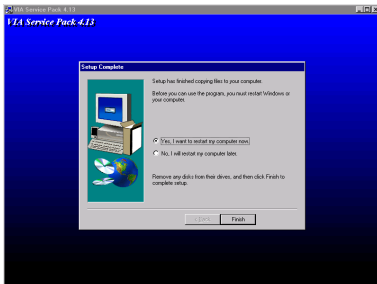 VIA Service Pack 4.13
VIA Service Pack 4.13
Setup Complete
Setup has finished copying files to your computer.
Before you can use the program, you must restart Windows or
your computer.
Yes, I want to restart my computer now.
No, I will restart my computer later.
Remove any disks from their drives, and then click Finish to
complete setup.
< Back
Finish